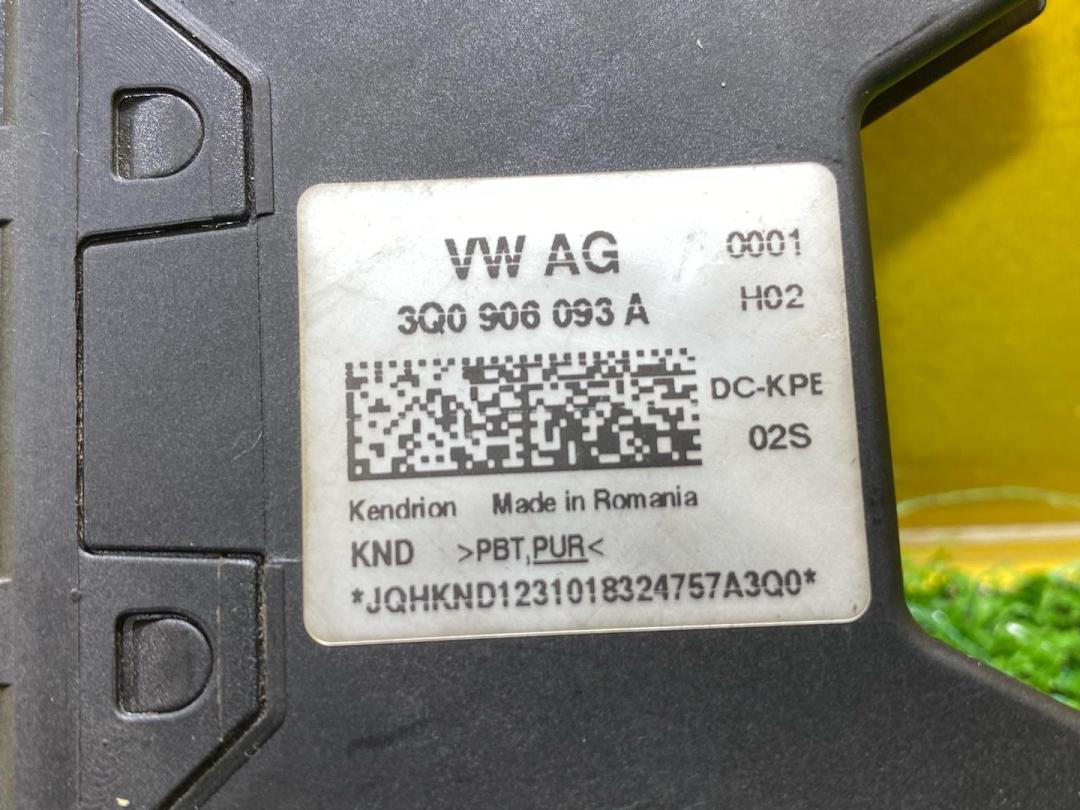 VW AG 0001
3Q0 906 093 A H02
DC-KPE
02S
Kendrion Made in Romania
KND >PBT,PUR<
*JQHKND1231018324757A3Q0*